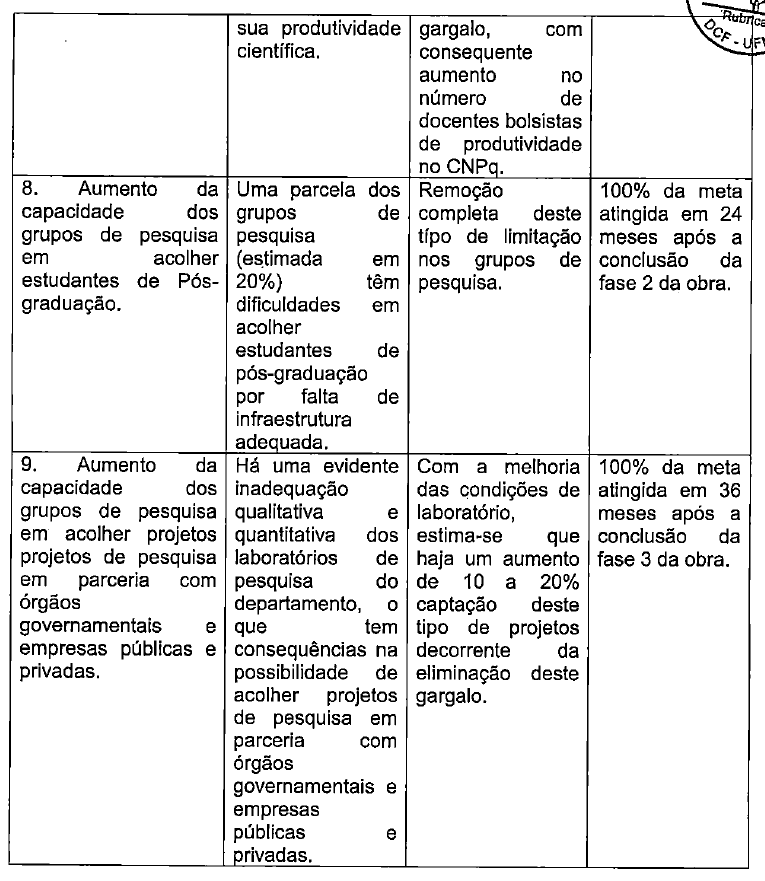 Rubrica
DCF - UFV
sua produtividade
científica.
gargalo, com
consequente
aumento no
número de
docentes bolsistas
de produtividade
no CNPq.
8. Aumento da
capacidade dos
grupos de pesquisa
em acolher
estudantes de Pós-
graduação.
Uma parcela dos
grupos de
pesquisa
(estimada em
20%) têm
dificuldades em
acolher
estudantes de
pós-graduação
por falta de
infraestrutura
adequada.
Remoção
completa deste
típo de limitação
nos grupos de
pesquisa.
100% da meta
atingida em 24
meses após a
conclusão da
fase 2 da obra.
9. Aumento da
capacidade dos
grupos de pesquisa
em acolher projetos
projetos de pesquisa
em parceria com
órgãos
governamentais e
empresas públicas e
privadas.
Há uma evidente
inadequação
qualitativa e
quantitativa dos
laboratórios de
pesquisa do
departamento, o
que tem
consequências na
possibilidade de
acolher projetos
de pesquisa em
parceria com
órgãos
governamentais e
empresas
públicas e
privadas.
Com a melhoria
das condições de
laboratório,
estima-se que
haja um aumento
de 10 a 20%
captação deste
tipo de projetos
decorrente da
eliminação deste
gargalo.
100% da meta
atingida em 36
meses após a
conclusão da
fase 3 da obra.